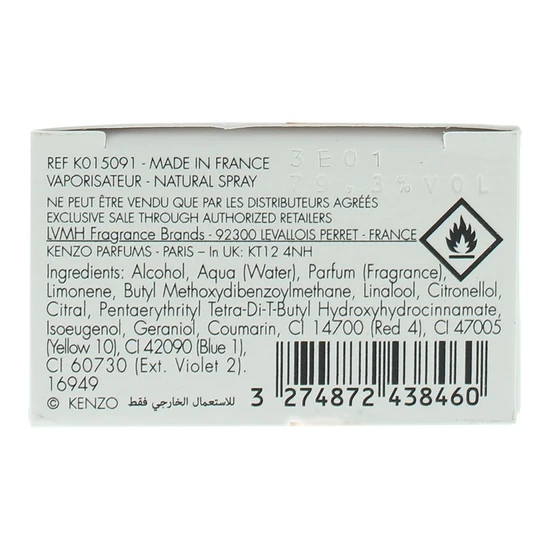 REF K015091 - MADE IN FRANCE 3E01
VAPORISATEUR - NATURAL SPRAY 79,3% VOL
NE PEUT ÊTRE VENDU QUE PAR LES DISTRIBUTEURS AGRÉÉS
EXCLUSIVE SALE THROUGH AUTHORIZED RETAILERS
LVMH Fragrance Brands - 92300 LEVALLOIS PERRET - FRANCE
KENZO PARFUMS - PARIS – In UK: KT12 4NH
Ingredients: Alcohol, Aqua (Water), Parfum (Fragrance),
Limonene, Butyl Methoxydibenzoylmethane, Linalool, Citronellol,
Citral, Pentaerythrityl Tetra-Di-T-Butyl Hydroxyhydrocinnamate,
Isoeugenol, Geraniol, Coumarin, CI 14700 (Red 4), CI 47005
(Yellow 10), CI 42090 (Blue 1),
CI 60730 (Ext. Violet 2).
16949
© KENZO للاستعمال الخارجي فقط
3 274872 438460